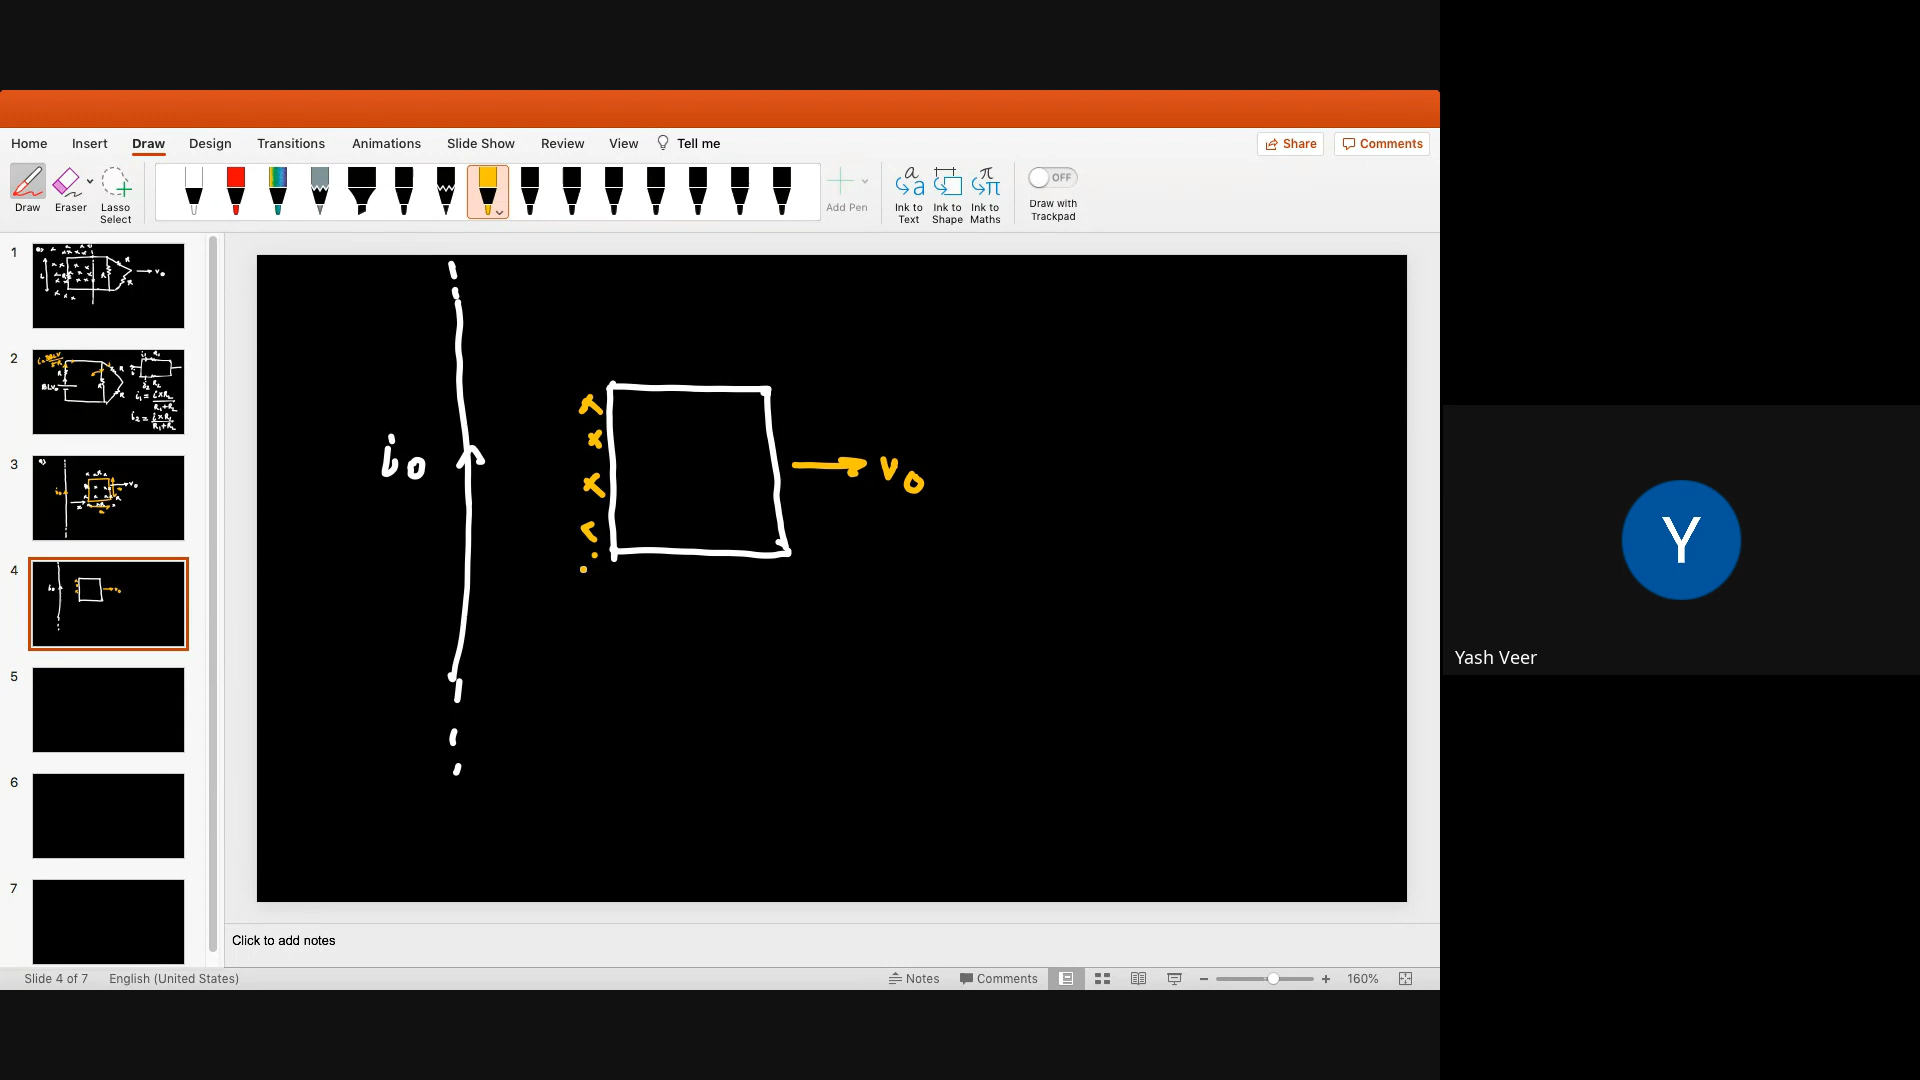 Home Insert Draw Design Transitions Animations Slide Show Review View Tell me Share Comments
Draw Eraser Lasso Select
Add Pen
a a Ink to Text
Ink to Shape
π π Ink to Maths
OFF Draw with Trackpad
1
2
3
4
5
6
7
i₀
x
x
v₀
Click to add notes
Slide 4 of 7 English (United States) Notes Comments 160%
Y
Yash Veer